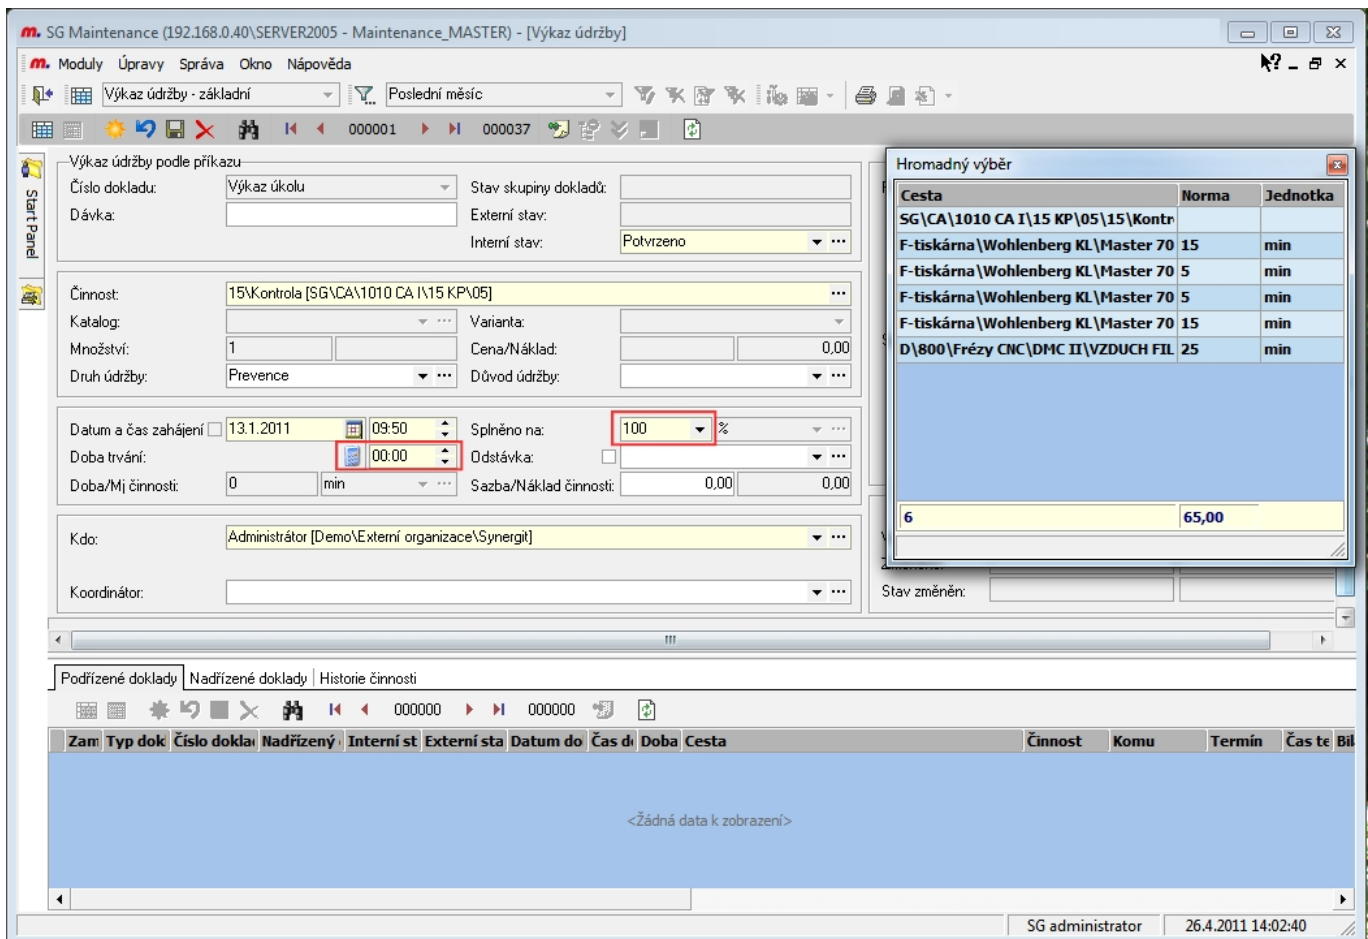 m. SG Maintenance (192.168.0.40\SERVER2005 - Maintenance_MASTER) - [Výkaz údržby]
m. Moduly Úpravy Správa Okno Nápověda
Výkaz údržby - základní Poslední měsíc
000001 000037
Start Panel
Výkaz údržby podle příkazu
Číslo dokladu: Výkaz úkolu Stav skupiny dokladů:
Dávka: Externí stav:
Interní stav: Potvrzeno
Činnost: 15\Kontrola [SG\CA\1010 CA I\15 KP\05]
Katalog: Varianta:
Množství: 1 Cena/Náklad: 0,00
Druh údržby: Prevence Důvod údržby:
Datum a čas zahájení 13.1.2011 09:50 Splněno na: 100 %
Doba trvání: 00:00 Odstávka:
Doba/Mj činnosti: 0 min Sazba/Náklad činnosti: 0,00 0,00
Kdo: Administrátor [Demo\Externí organizace\Synergit]
Koordinátor: Stav změněn:
Hromadný výběr
Cesta Norma Jednotka
SG\CA\1010 CA I\15 KP\05\15\Kontr
F-tiskárna\Wohlenberg KL\Master 70 15 min
F-tiskárna\Wohlenberg KL\Master 70 5 min
F-tiskárna\Wohlenberg KL\Master 70 5 min
F-tiskárna\Wohlenberg KL\Master 70 15 min
D\800\Frézy CNC\DMC II\VZDUCH FIL 25 min
6 65,00
Podřízené doklady Nadřízené doklady Historie činnosti
000000 000000
Zam Typ dok Číslo dokla Nadřízený Interní st Externí sta Datum do Čas d Doba Cesta Činnost Komu Termín Čas te Bil
<Žádná data k zobrazení>
SG administrator 26.4.2011 14:02:40